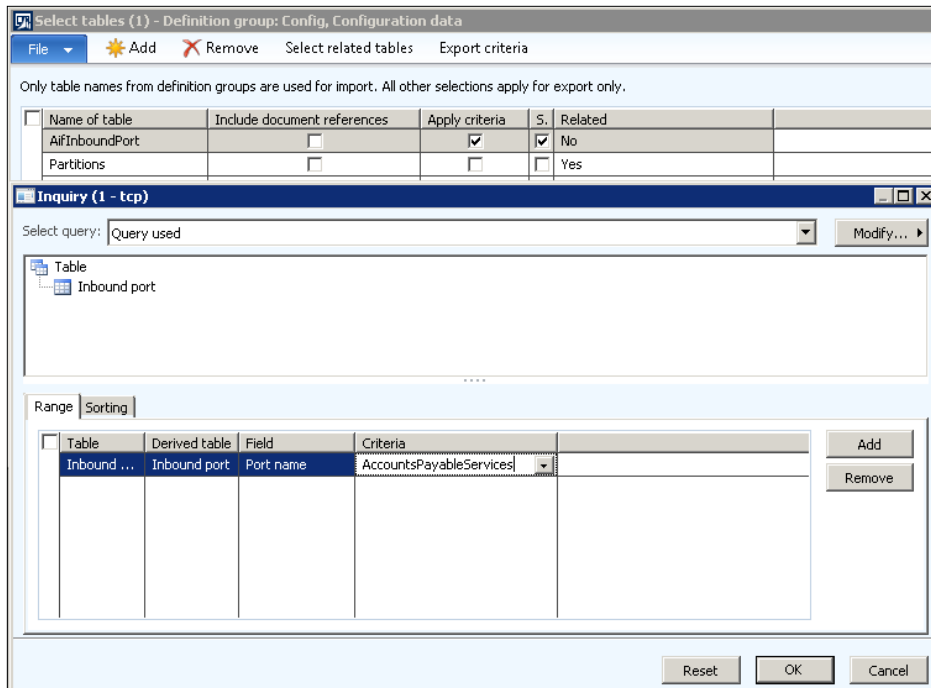 Select tables (1) - Definition group: Config, Configuration data
File Add Remove Select related tables Export criteria
Only table names from definition groups are used for import. All other selections apply for export only.
Name of table Include document references Apply criteria S. Related
AifInboundPort No
Partitions Yes
Inquiry (1 - tcp)
Select query: Query used Modify...
Table
Inbound port
Range Sorting
Table Derived table Field Criteria Add
Inbound ... Inbound port Port name AccountsPayableServices
Remove
Reset OK Cancel